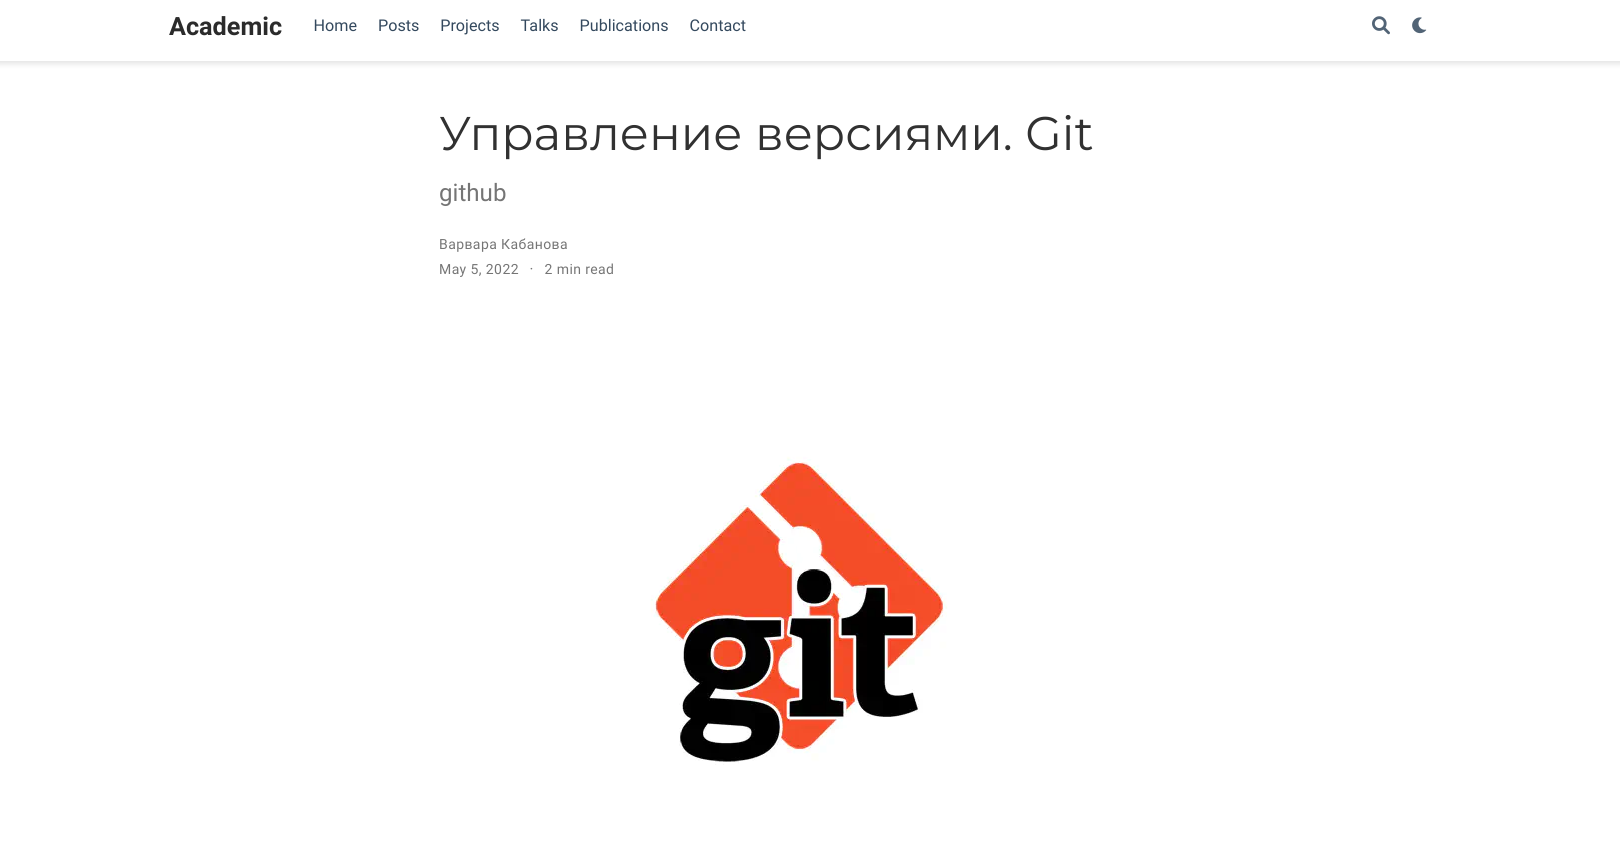 Academic Home Posts Projects Talks Publications Contact
Управление версиями. Git
github
Варвара Кабанова
May 5, 2022 · 2 min read
git